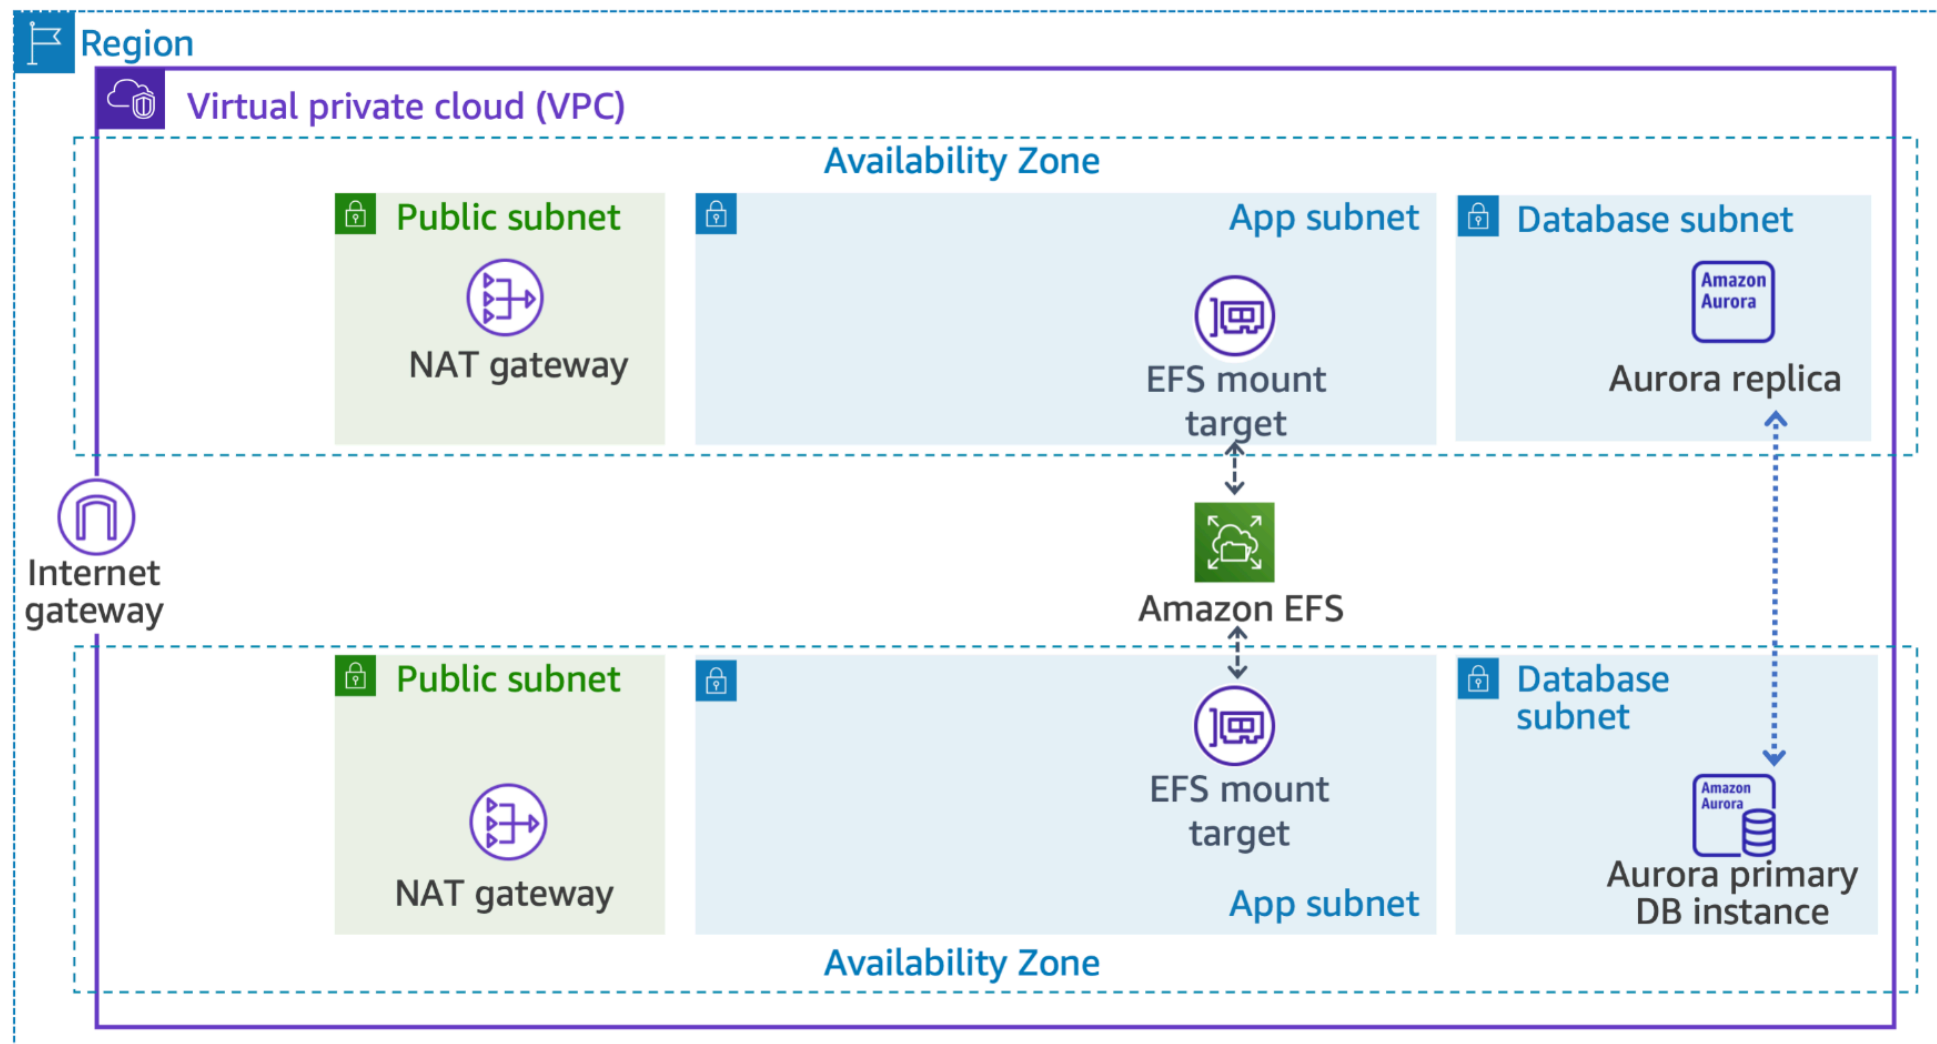 Region
Virtual private cloud (VPC)
Availability Zone
Public subnet
App subnet
Database subnet
Amazon
Aurora
NAT gateway
EFS mount
target
Aurora replica
Internet
gateway
Amazon EFS
Public subnet
Database
subnet
EFS mount
target
Amazon
Aurora
NAT gateway
App subnet
Aurora primary
DB instance
Availability Zone